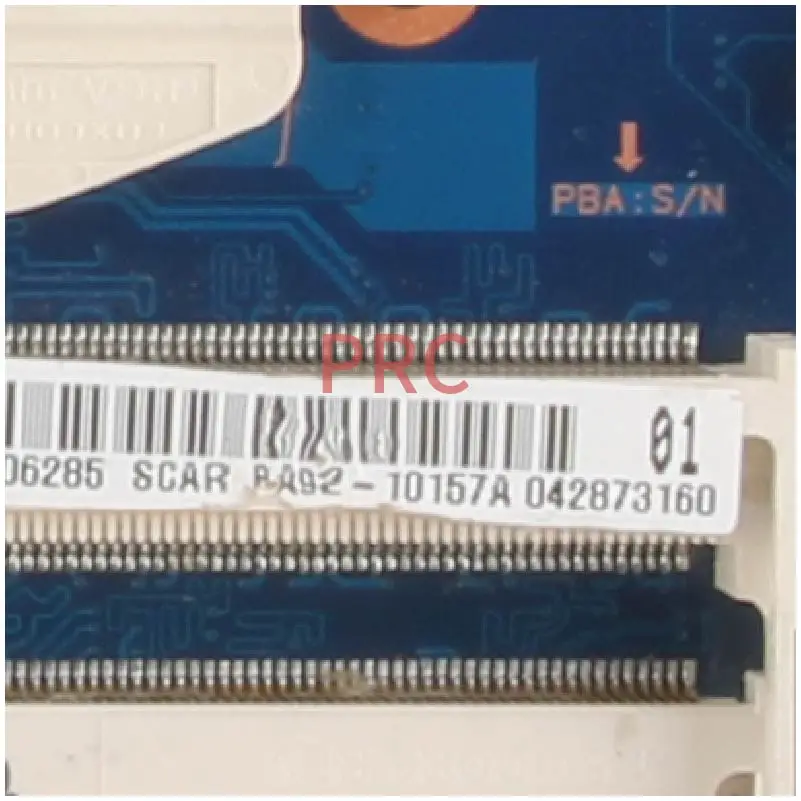 PBA:S/N
PRC
01
06285 SCAR BA92-10157A 042873160